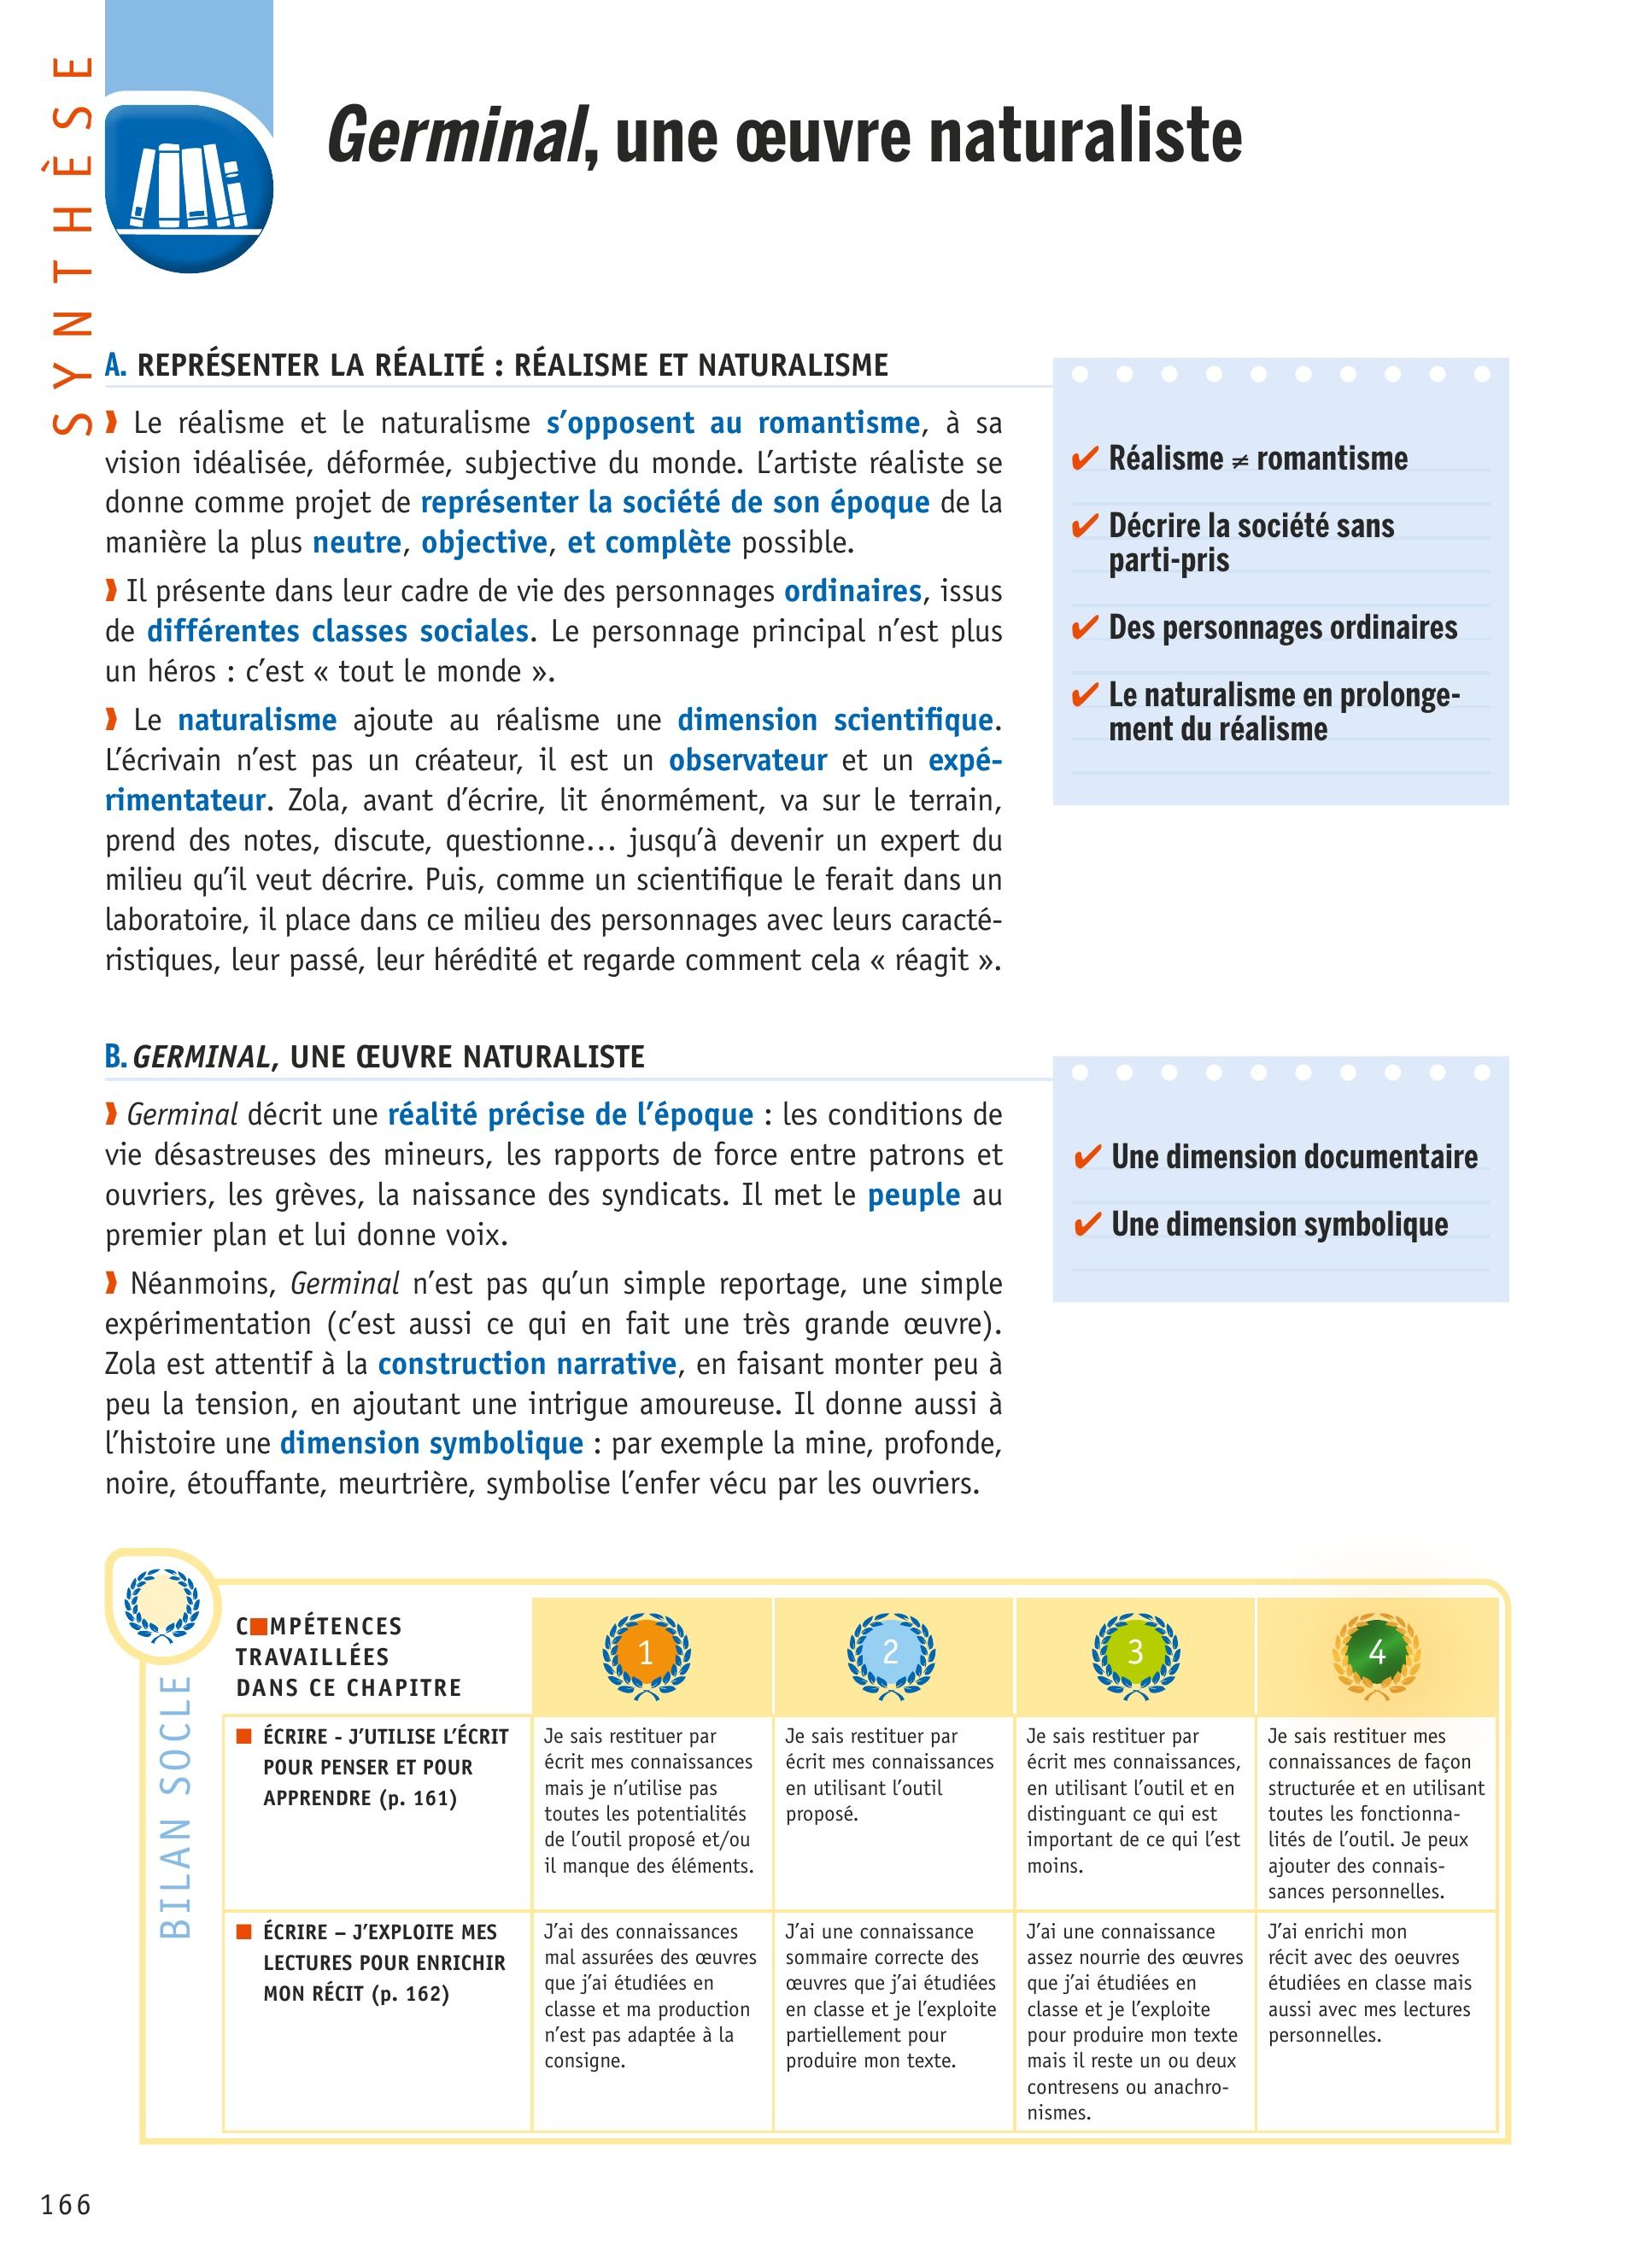 SYNTHÈSE
Germinal, une œuvre naturaliste
A. REPRÉSENTER LA RÉALITÉ : RÉALISME ET NATURALISME
❱ Le réalisme et le naturalisme s’opposent au romantisme, à sa
vision idéalisée, déformée, subjective du monde. L’artiste réaliste se
donne comme projet de représenter la société de son époque de la
manière la plus neutre, objective, et complète possible.
❱ Il présente dans leur cadre de vie des personnages ordinaires, issus
de différentes classes sociales. Le personnage principal n’est plus
un héros : c’est « tout le monde ».
❱ Le naturalisme ajoute au réalisme une dimension scientifique.
L’écrivain n’est pas un créateur, il est un observateur et un expé-
rimentateur. Zola, avant d’écrire, lit énormément, va sur le terrain,
prend des notes, discute, questionne… jusqu’à devenir un expert du
milieu qu’il veut décrire. Puis, comme un scientifique le ferait dans un
laboratoire, il place dans ce milieu des personnages avec leurs caracté-
ristiques, leur passé, leur hérédité et regarde comment cela « réagit ».
✔ Réalisme ≠ romantisme
✔ Décrire la société sans
parti-pris
✔ Des personnages ordinaires
✔ Le naturalisme en prolonge-
ment du réalisme
B. GERMINAL, UNE ŒUVRE NATURALISTE
❱ Germinal décrit une réalité précise de l’époque : les conditions de
vie désastreuses des mineurs, les rapports de force entre patrons et
ouvriers, les grèves, la naissance des syndicats. Il met le peuple au
premier plan et lui donne voix.
❱ Néanmoins, Germinal n’est pas qu’un simple reportage, une simple
expérimentation (c’est aussi ce qui en fait une très grande œuvre).
Zola est attentif à la construction narrative, en faisant monter peu à
peu la tension, en ajoutant une intrigue amoureuse. Il donne aussi à
l’histoire une dimension symbolique : par exemple la mine, profonde,
noire, étouffante, meurtrière, symbolise l’enfer vécu par les ouvriers.
✔ Une dimension documentaire
✔ Une dimension symbolique
BILAN SOCLE
C■MPÉTENCES
TRAVAILLÉES
DANS CE CHAPITRE
1
2
3
4
■ ÉCRIRE - J’UTILISE L’ÉCRIT
POUR PENSER ET POUR
APPRENDRE (p. 161)
Je sais restituer par
écrit mes connaissances
mais je n’utilise pas
toutes les potentialités
de l’outil proposé et/ou
il manque des éléments.
Je sais restituer par
écrit mes connaissances
en utilisant l’outil
proposé.
Je sais restituer par
écrit mes connaissances,
en utilisant l’outil et en
distinguant ce qui est
important de ce qui l’est
moins.
Je sais restituer mes
connaissances de façon
structurée et en utilisant
toutes les fonctionna-
lités de l’outil. Je peux
ajouter des connais-
sances personnelles.
■ ÉCRIRE – J’EXPLOITE MES
LECTURES POUR ENRICHIR
MON RÉCIT (p. 162)
J’ai des connaissances
mal assurées des œuvres
que j’ai étudiées en
classe et ma production
n’est pas adaptée à la
consigne.
J’ai une connaissance
sommaire correcte des
œuvres que j’ai étudiées
en classe et je l’exploite
partiellement pour
produire mon texte.
J’ai une connaissance
assez nourrie des œuvres
que j’ai étudiées en
classe et je l’exploite
pour produire mon texte
mais il reste un ou deux
contresens ou anachro-
nismes.
J’ai enrichi mon
récit avec des oeuvres
étudiées en classe mais
aussi avec mes lectures
personnelles.
166